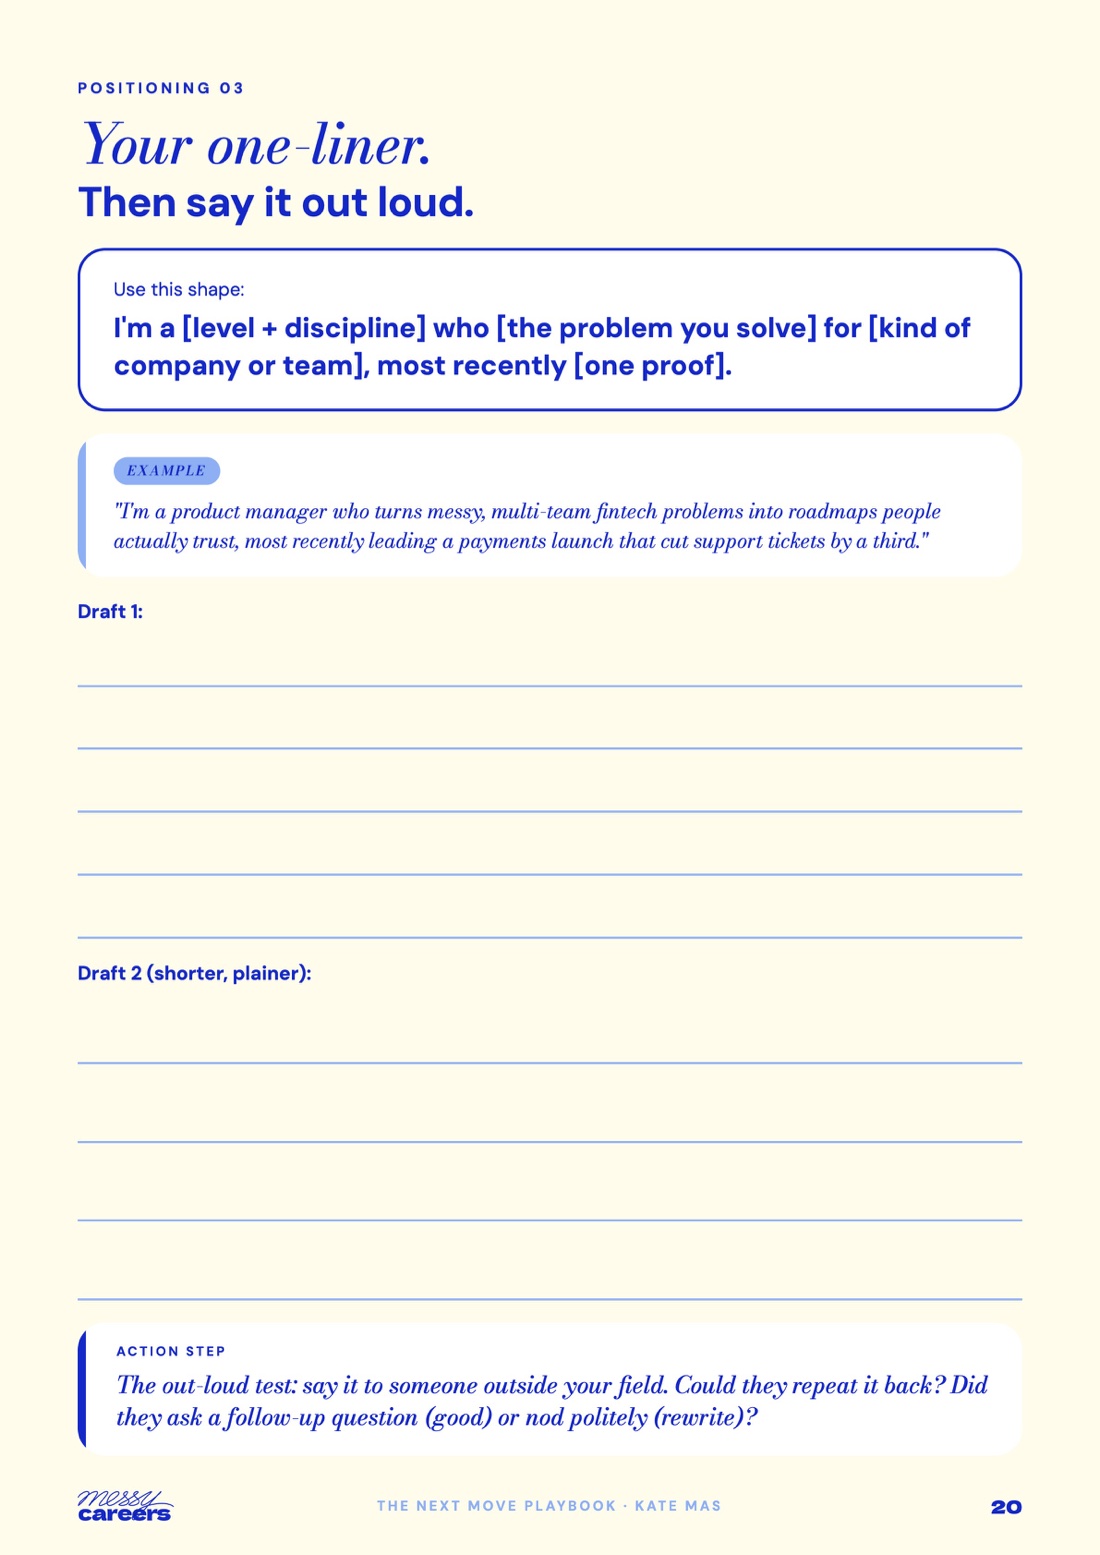 POSITIONING 03
Your one-liner.
Then say it out loud.
Use this shape:
I'm a [level + discipline] who [the problem you solve] for [kind of
company or team], most recently [one proof].
EXAMPLE
"I'm a product manager who turns messy, multi-team fintech problems into roadmaps people
actually trust, most recently leading a payments launch that cut support tickets by a third."
Draft 1:
Draft 2 (shorter, plainer):
ACTION STEP
The out-loud test: say it to someone outside your field. Could they repeat it back? Did
they ask a follow-up question (good) or nod politely (rewrite)?
messy
careers
THE NEXT MOVE PLAYBOOK · KATE MAS
20